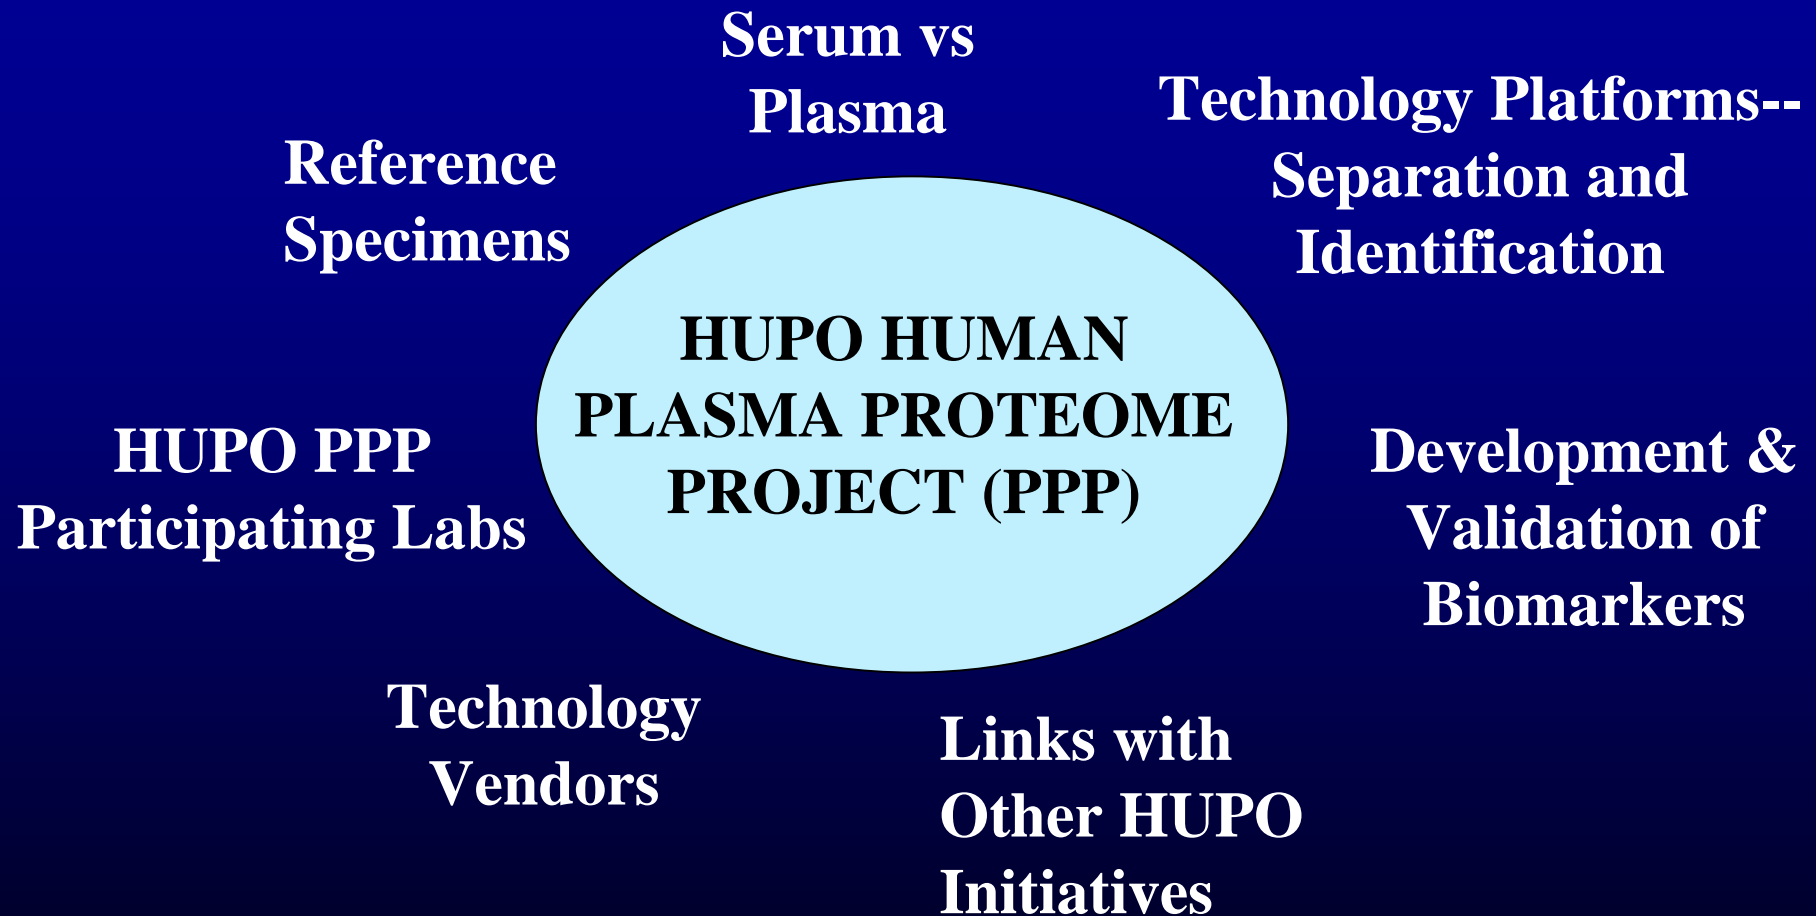 Serum vs
Plasma
Technology Platforms--
Separation and
Identification
Reference
Specimens
HUPO HUMAN
PLASMA PROTEOME
PROJECT (PPP)
HUPO PPP
Participating Labs
Development &
Validation of
Biomarkers
Technology
Vendors
Links with
Other HUPO
Initiatives